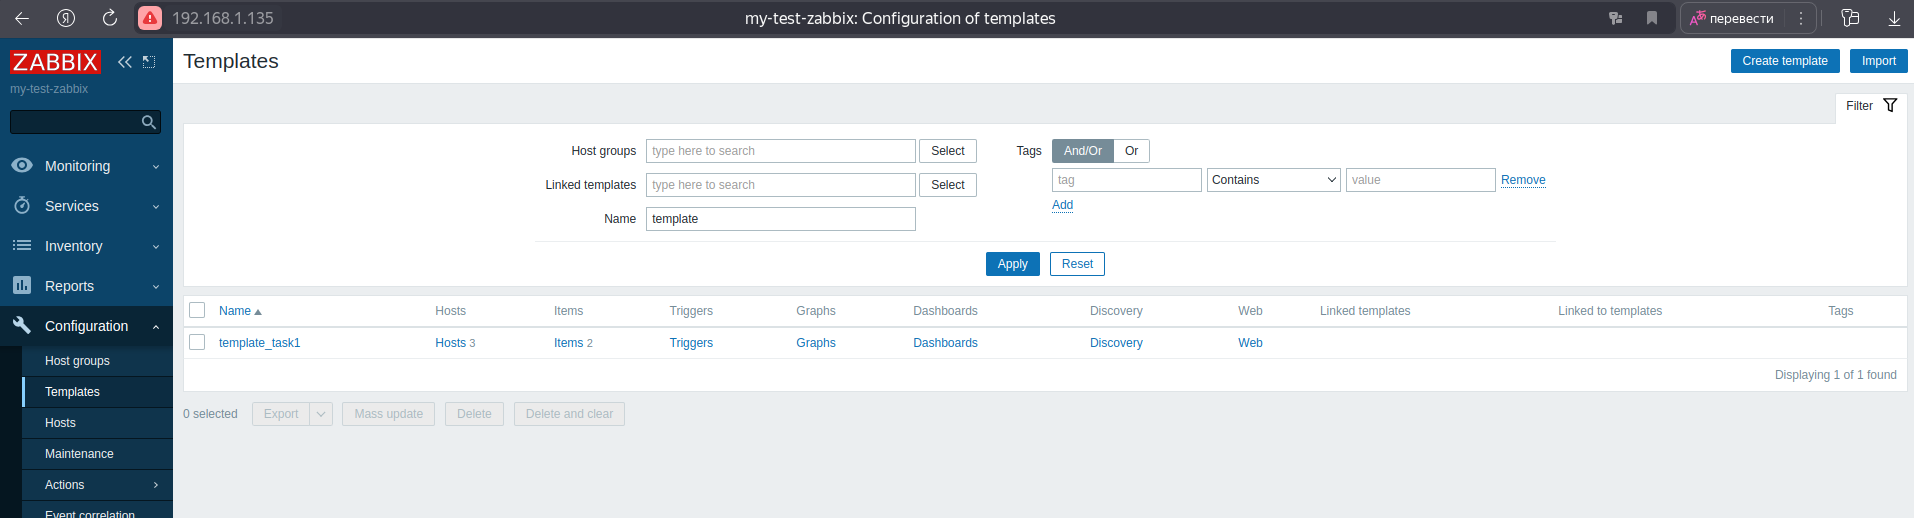 192.168.1.135
my-test-zabbix: Configuration of templates
перевести
ZABBIX
my-test-zabbix
Monitoring
Services
Inventory
Reports
Configuration
Host groups
Templates
Hosts
Maintenance
Actions
Event correlation
Templates
Create template Import
Filter
Host groups type here to search Select
Linked templates type here to search Select
Name template
Tags And/Or Or
tag Contains value Remove
Add
Apply Reset
Name Hosts Items Triggers Graphs Dashboards Discovery Web Linked templates Linked to templates Tags
template_task1 Hosts 3 Items 2 Triggers Graphs Dashboards Discovery Web
Displaying 1 of 1 found
0 selected Export Mass update Delete Delete and clear